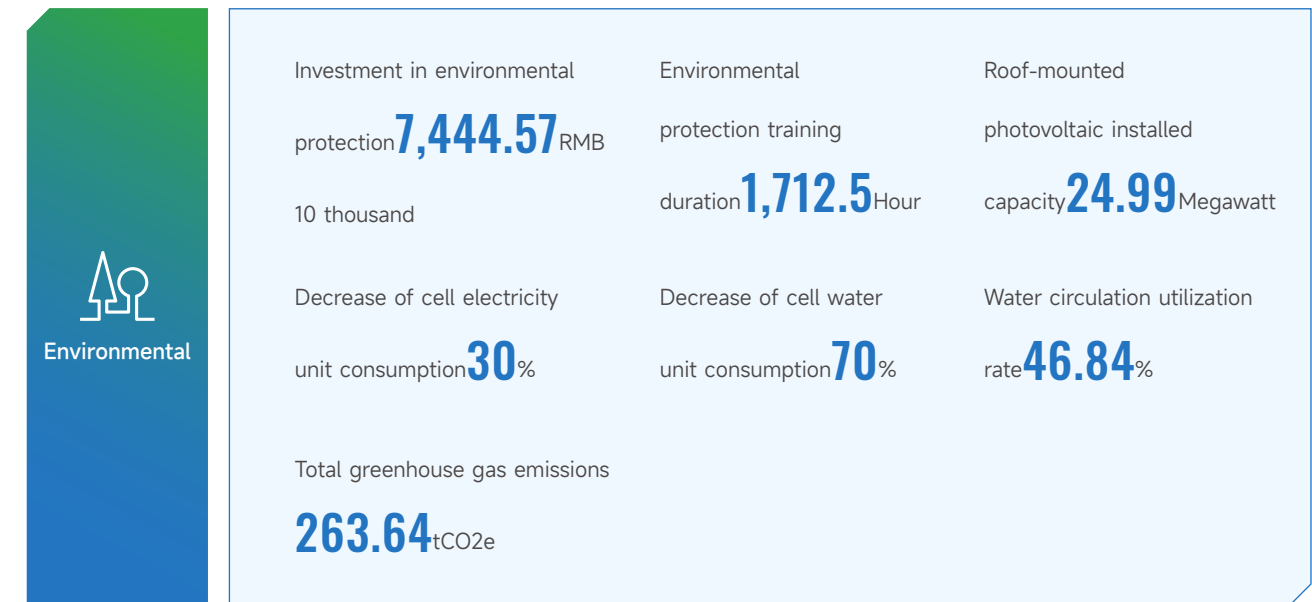 Environmental
Investment in environmental
protection7,444.57RMB
10 thousand
Environmental
protection training
duration1,712.5Hour
Roof-mounted
photovoltaic installed
capacity24.99Megawatt
Decrease of cell electricity
unit consumption30%
Decrease of cell water
unit consumption70%
Water circulation utilization
rate46.84%
Total greenhouse gas emissions
263.64tCO2e